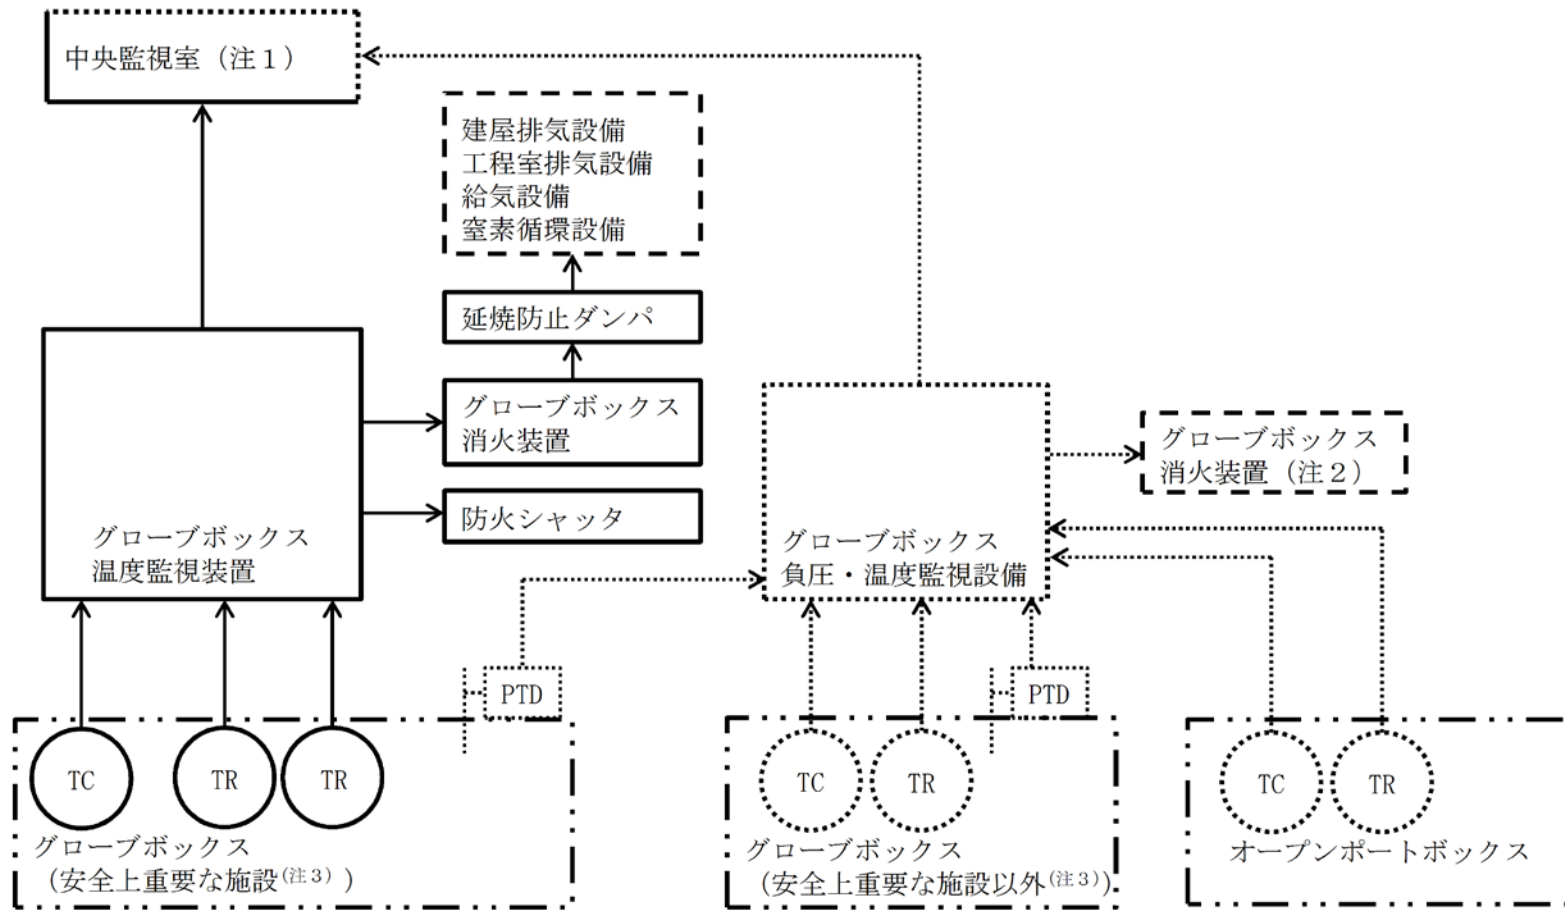 中央監視室（注１）
建屋排気設備
工程室排気設備
給気設備
窒素循環設備
延焼防止ダンパ
グローブボックス
消火装置
防火シャッタ
グローブボックス
温度監視装置
グローブボックス
負圧・温度監視設備
グローブボックス
消火装置（注２）
PTD
PTD
TC
TR
TR
グローブボックス
（安全上重要な施設(注３)）
TC
TR
グローブボックス
（安全上重要な施設以外(注３)）
TC
TR
オープンポートボックス